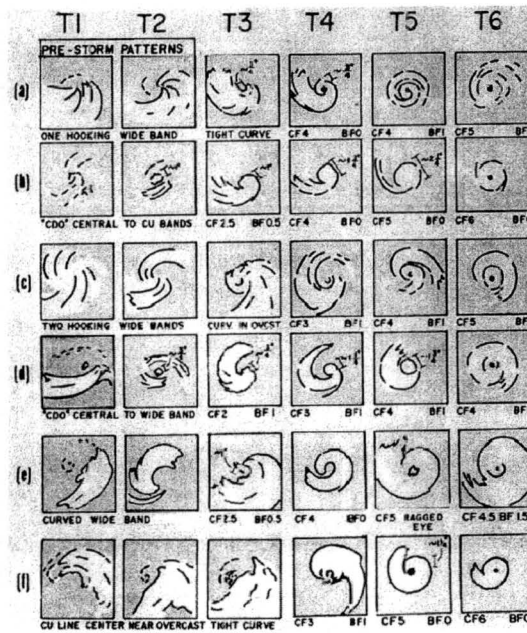 T1 T2 T3 T4 T5 T6
PRE-STORM PATTERNS
(a)
ONE HOOKING WIDE BAND TIGHT CURVE CF4 BF0 CF4 BF1 CF5 BF
(b)
"CDO" CENTRAL TO CU BANDS CF2.5 BF0.5 CF4 BF0 CF5 BF0 CF6 BF0
(c)
TWO HOOKING WIDE BANDS CURV IN OVCST CF3 BF1 CF4 BF1 CF5 BF
(d)
"CDO" CENTRAL TO WIDE BAND CF2 BF1 CF3 BF1 CF4 BF1 CF4 BF
(e)
CURVED WIDE BAND CF2.5 BF0.5 CF4 BF0 CF5 RAGGED EYE CF4.5 BF1.5
(f)
CU LINE CENTER NEAR OVERCAST TIGHT CURVE CF3 BF1 CF5 BF0 CF6 BF0